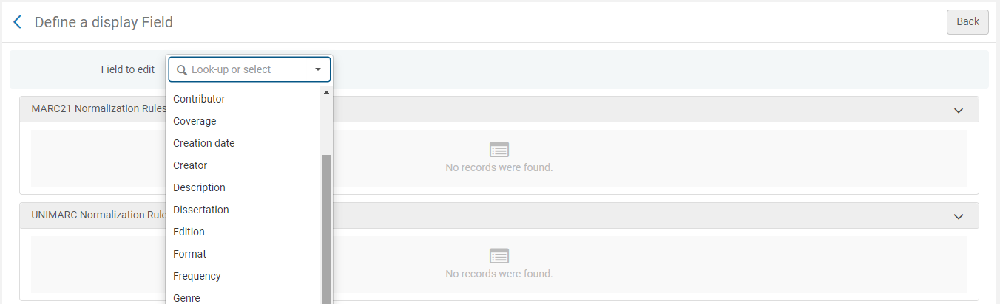 Define a display Field
Back
Field to edit
Look-up or select
Contributor
Coverage
Creation date
Creator
Description
Dissertation
Edition
Format
Frequency
Genre
MARC21 Normalization Rules
No records were found.
UNIMARC Normalization Rule
No records were found.